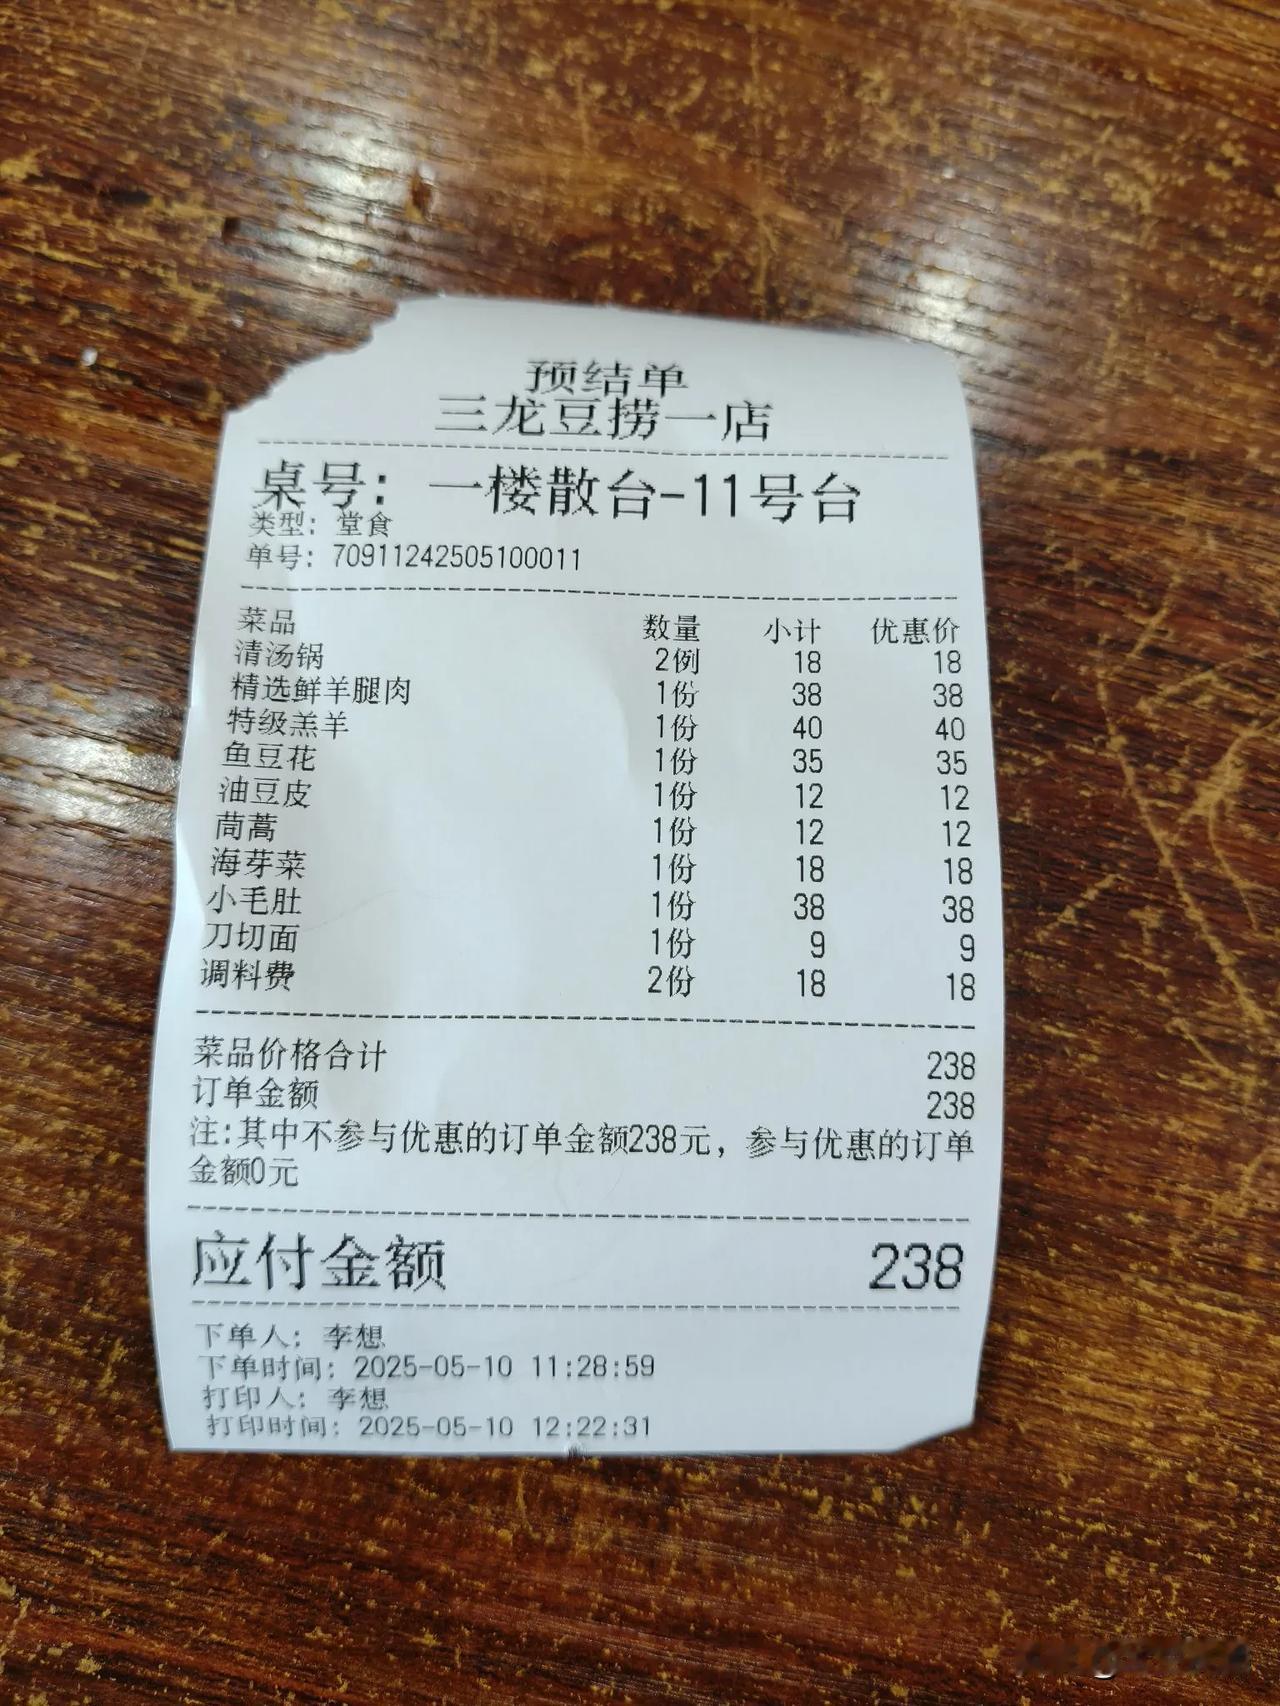 预结单
三龙豆捞一店
桌号： 一楼散台-11号台
类型： 堂食
单号： 70911242505100011
菜品 数量 小计 优惠价
清汤锅 2例 18 18
精选鲜羊腿肉 1份 38 38
特级羔羊 1份 40 40
鱼豆花 1份 35 35
油豆皮 1份 12 12
茼蒿 1份 12 12
海芽菜 1份 18 18
小毛肚 1份 38 38
刀切面 1份 9 9
调料费 2份 18 18
菜品价格合计 238
订单金额 238
注:其中不参与优惠的订单金额238元，参与优惠的订单
金额0元
应付金额 238
下单人： 李想
下单时间：2025-05-10 11:28:59
打印人： 李想
打印时间：2025-05-10 12:22:31